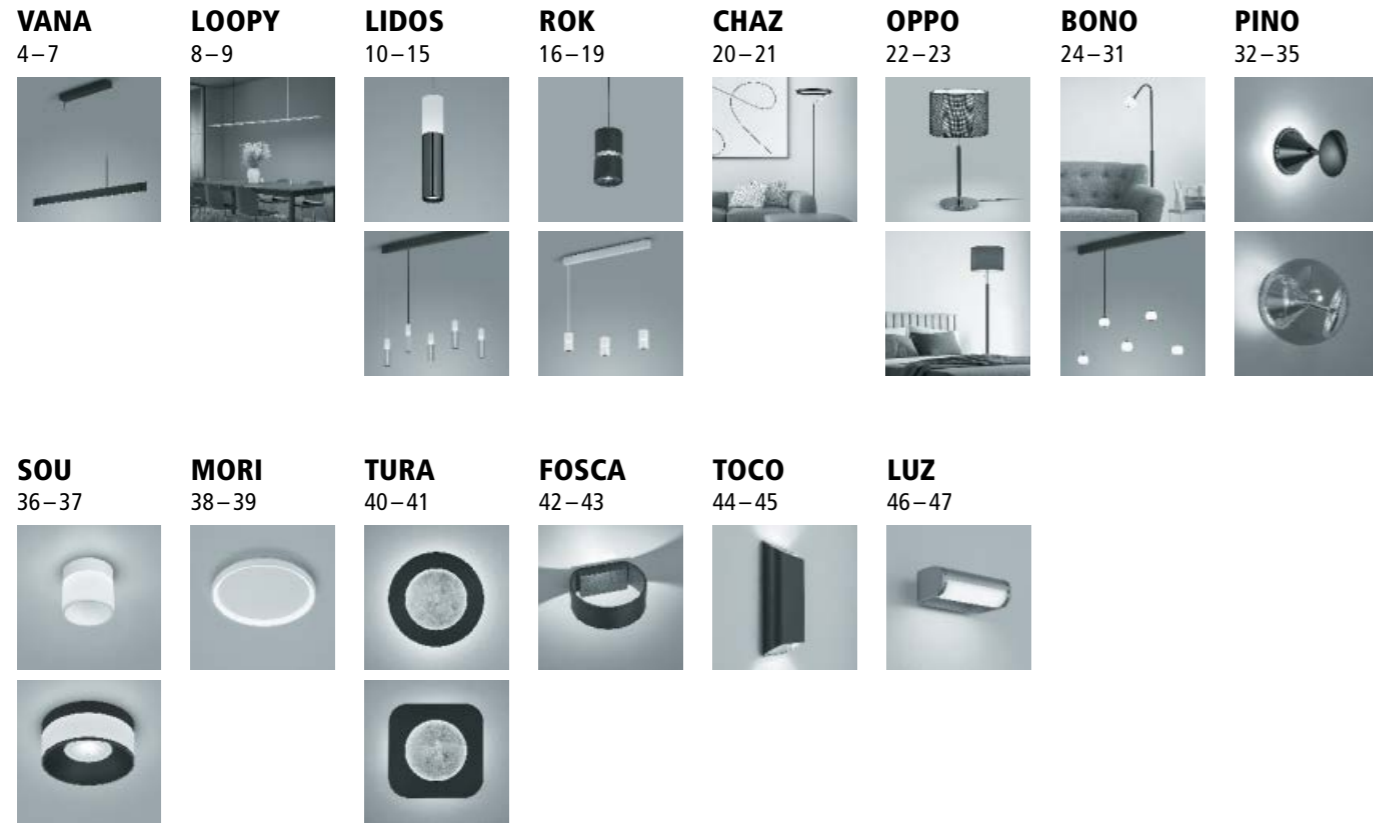 VANA
4–7
LOOPY
8–9
LIDOS
10–15
ROK
16–19
CHAZ
20–21
OPPO
22–23
BONO
24–31
PINO
32–35
SOU
36–37
MORI
38–39
TURA
40–41
FOSCA
42–43
TOCO
44–45
LUZ
46–47